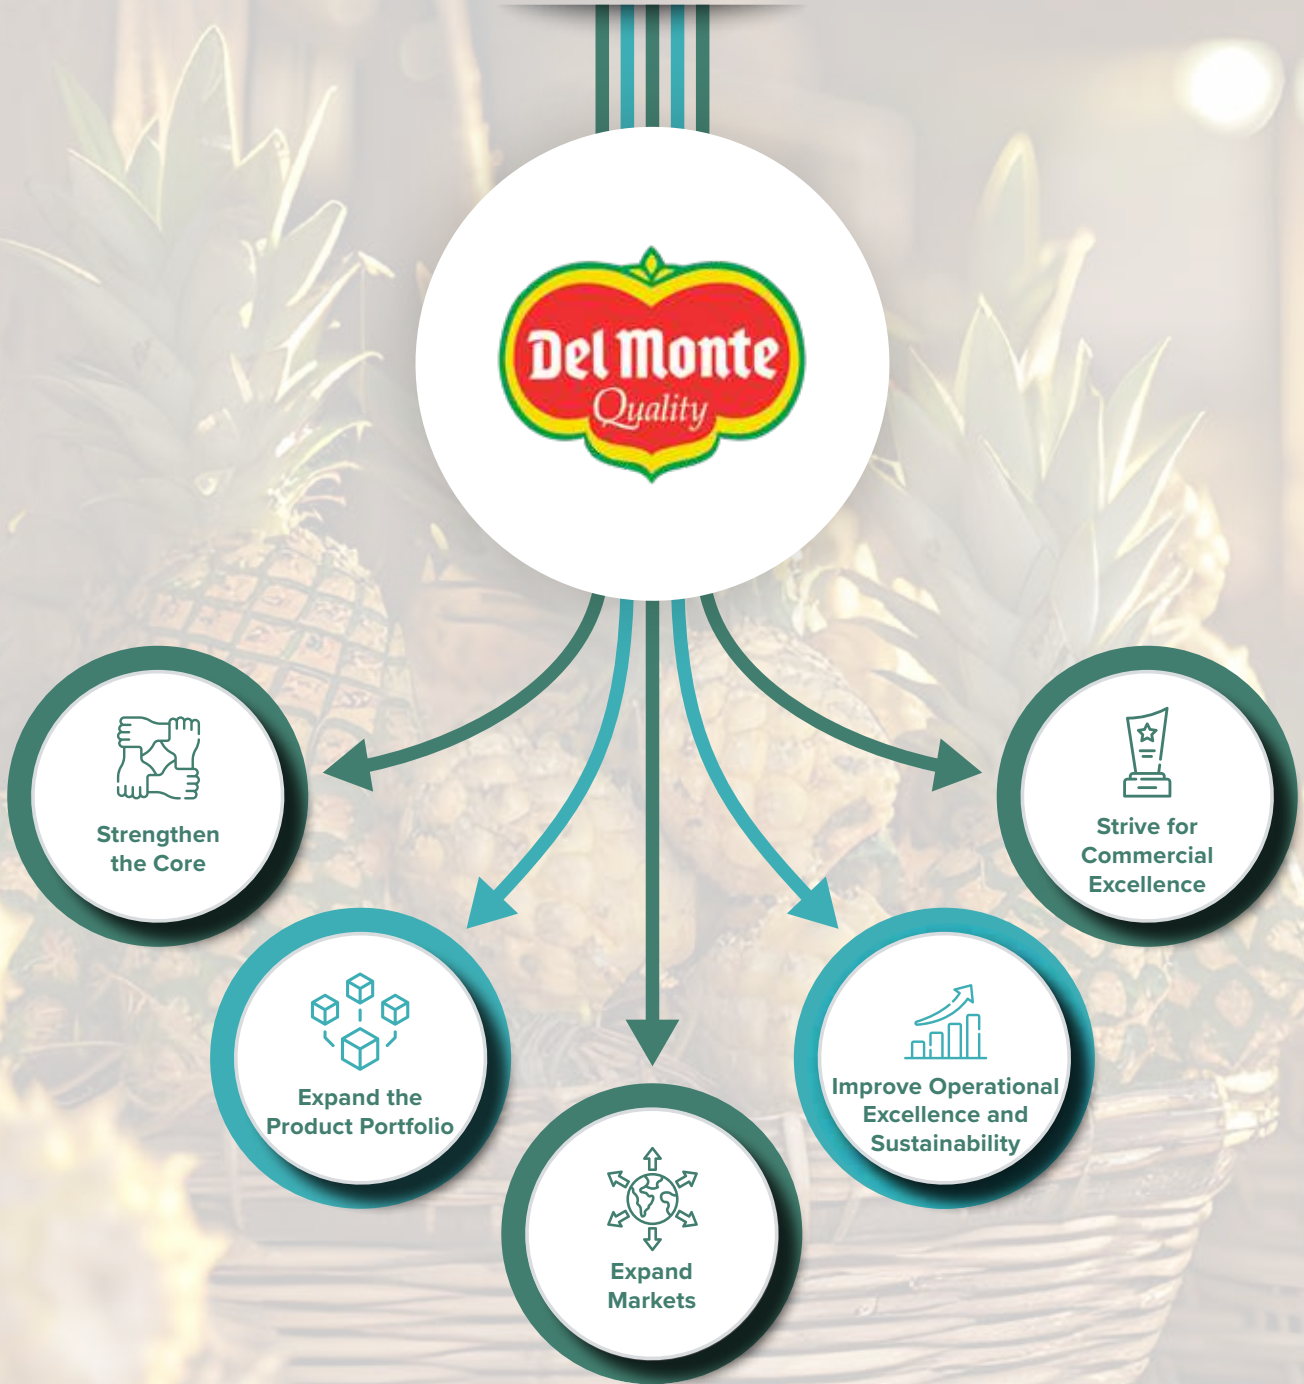 Del Monte
Quality
Strengthen
the Core
Expand the
Product Portfolio
Expand
Markets
Improve Operational
Excellence and
Sustainability
Strive for
Commercial
Excellence